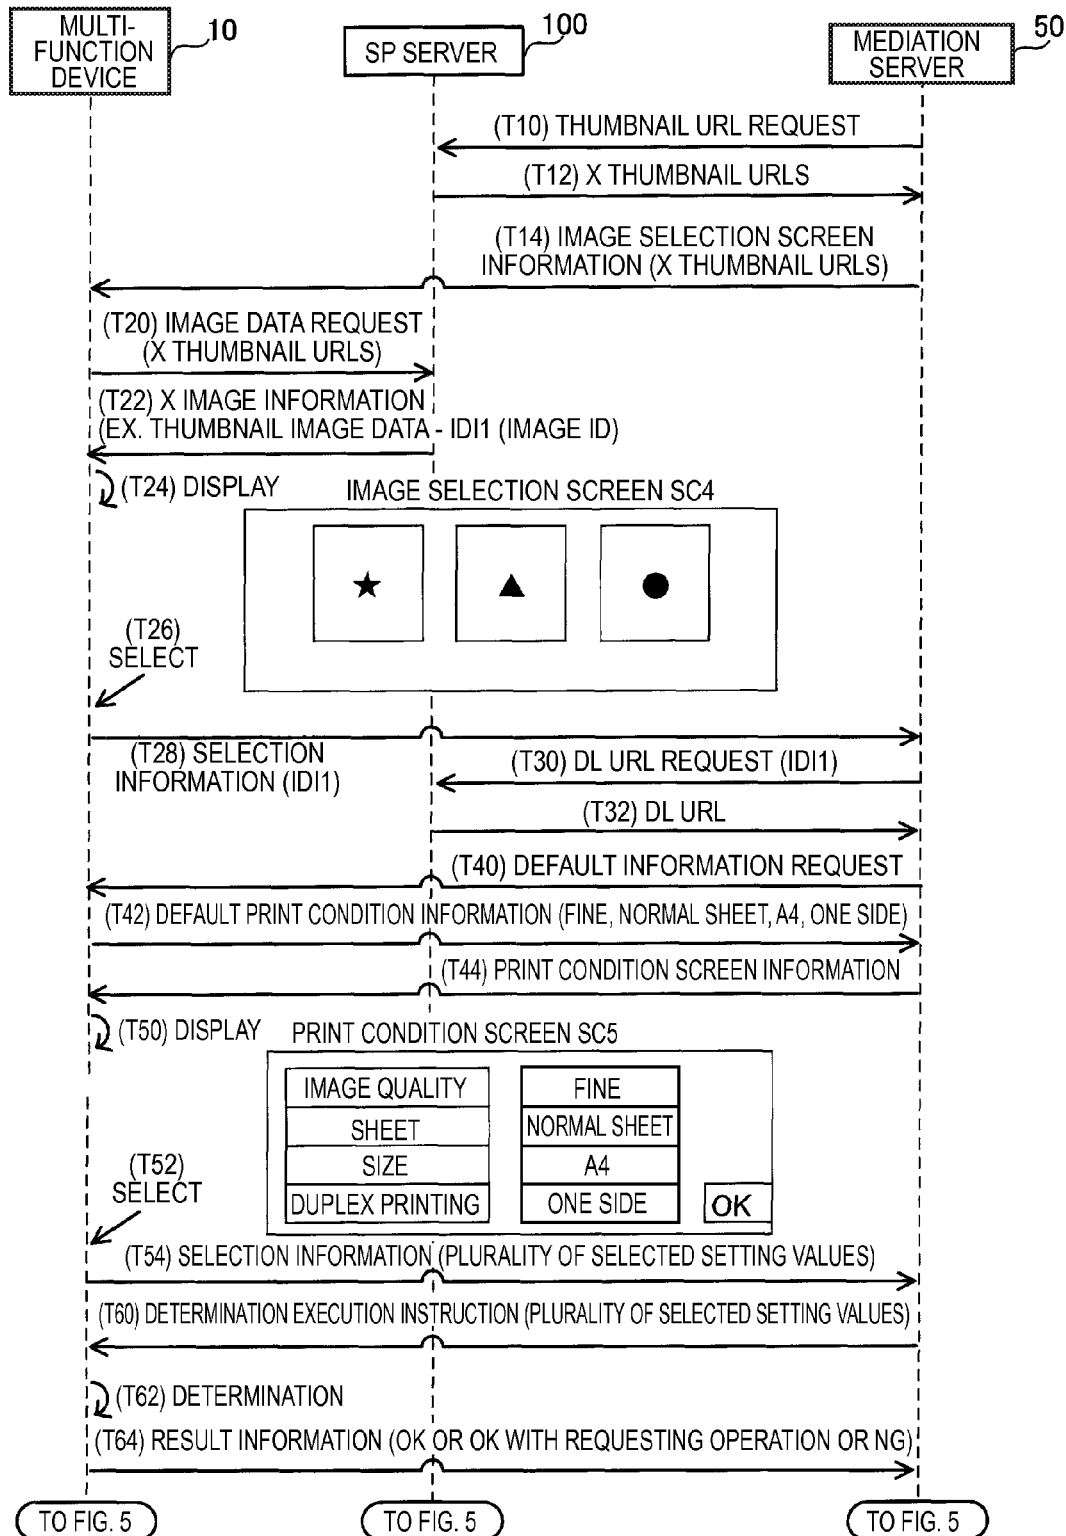 MULTI-
FUNCTION
DEVICE
10
SP SERVER
100
MEDIATION
SERVER
50
(T10) THUMBNAIL URL REQUEST
(T12) X THUMBNAIL URLS
(T14) IMAGE SELECTION SCREEN
INFORMATION (X THUMBNAIL URLS)
(T20) IMAGE DATA REQUEST
(X THUMBNAIL URLS)
(T22) X IMAGE INFORMATION
(EX. THUMBNAIL IMAGE DATA - IDI1 (IMAGE ID)
(T24) DISPLAY
IMAGE SELECTION SCREEN SC4
(T26)
SELECT
(T28) SELECTION
INFORMATION (IDI1)
(T30) DL URL REQUEST (IDI1)
(T32) DL URL
(T40) DEFAULT INFORMATION REQUEST
(T42) DEFAULT PRINT CONDITION INFORMATION (FINE, NORMAL SHEET, A4, ONE SIDE)
(T44) PRINT CONDITION SCREEN INFORMATION
(T50) DISPLAY
PRINT CONDITION SCREEN SC5
IMAGE QUALITY
FINE
SHEET
NORMAL SHEET
SIZE
A4
DUPLEX PRINTING
ONE SIDE
OK
(T52)
SELECT
(T54) SELECTION INFORMATION (PLURALITY OF SELECTED SETTING VALUES)
(T60) DETERMINATION EXECUTION INSTRUCTION (PLURALITY OF SELECTED SETTING VALUES)
(T62) DETERMINATION
(T64) RESULT INFORMATION (OK OR OK WITH REQUESTING OPERATION OR NG)
TO FIG. 5
TO FIG. 5
TO FIG. 5